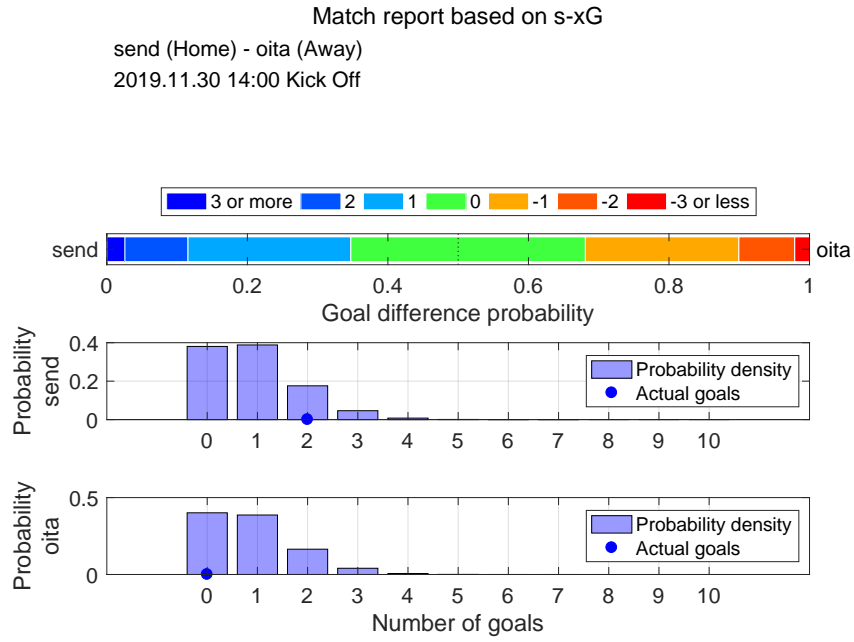 Match report based on s-xG
send (Home) - oita (Away)
2019.11.30 14:00 Kick Off
3 or more 2 1 0 -1 -2 -3 or less
send oita
0 0.2 0.4 0.6 0.8 1
Goal difference probability
Probability
send
0.4
0.2
0
Probability density
Actual goals
0 1 2 3 4 5 6 7 8 9 10
Probability
oita
0.5
0
Probability density
Actual goals
0 1 2 3 4 5 6 7 8 9 10
Number of goals